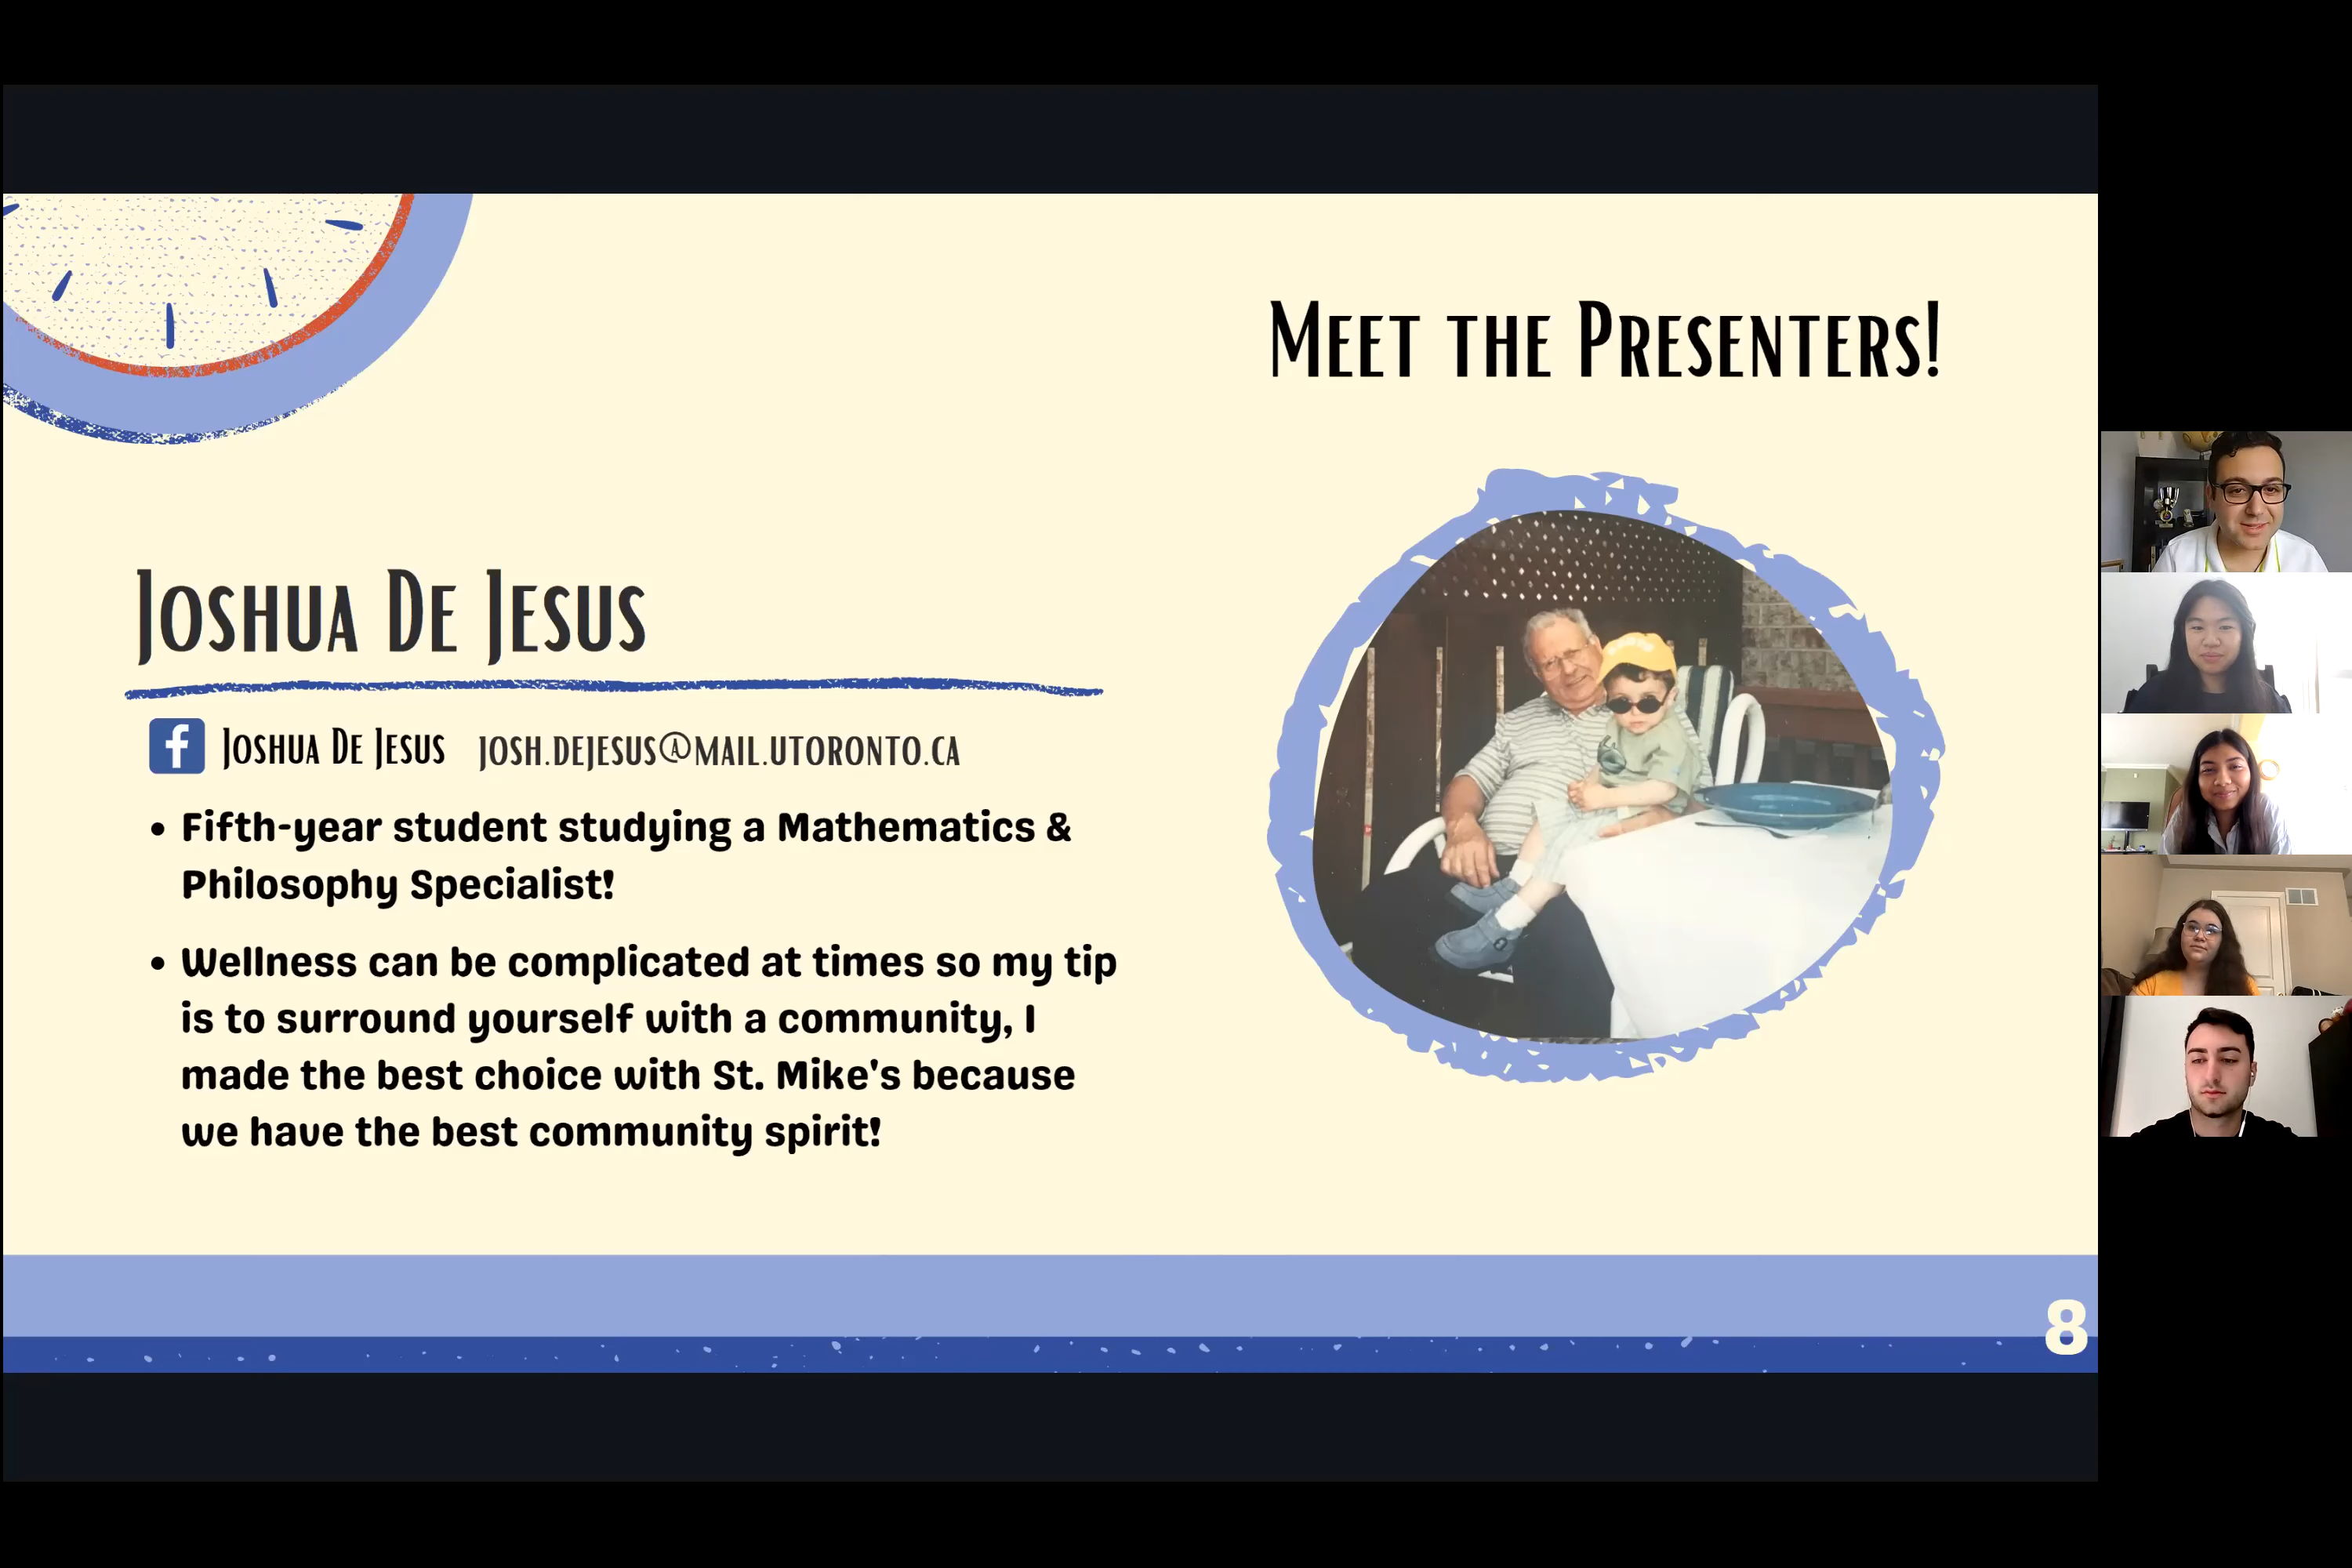 Meet the Presenters!
Joshua De Jesus
f Joshua De Jesus josh.dejesus@mail.utoronto.ca
• Fifth-year student studying a Mathematics &
Philosophy Specialist!
• Wellness can be complicated at times so my tip
is to surround yourself with a community, I
made the best choice with St. Mike's because
we have the best community spirit!
8